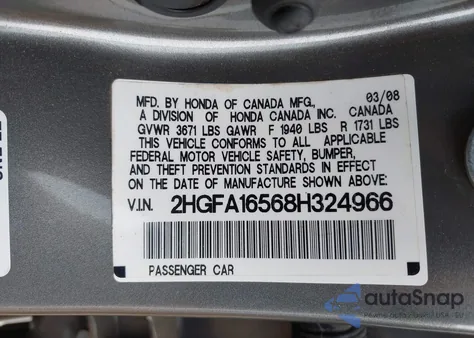 MFD. BY HONDA OF CANADA MFG., 03/08
A DIVISION OF HONDA CANADA INC. CANADA
GVWR 3671 LBS GAWR F 1940 LBS R 1731 LBS
THIS VEHICLE CONFORMS TO ALL APPLICABLE
FEDERAL MOTOR VEHICLE SAFETY, BUMPER,
AND THEFT PREVENTION STANDARDS IN EFFECT
ON THE DATE OF MANUFACTURE SHOWN ABOVE:
V.I.N. 2HGFA16568H324966
PASSENGER CAR
autoSnap